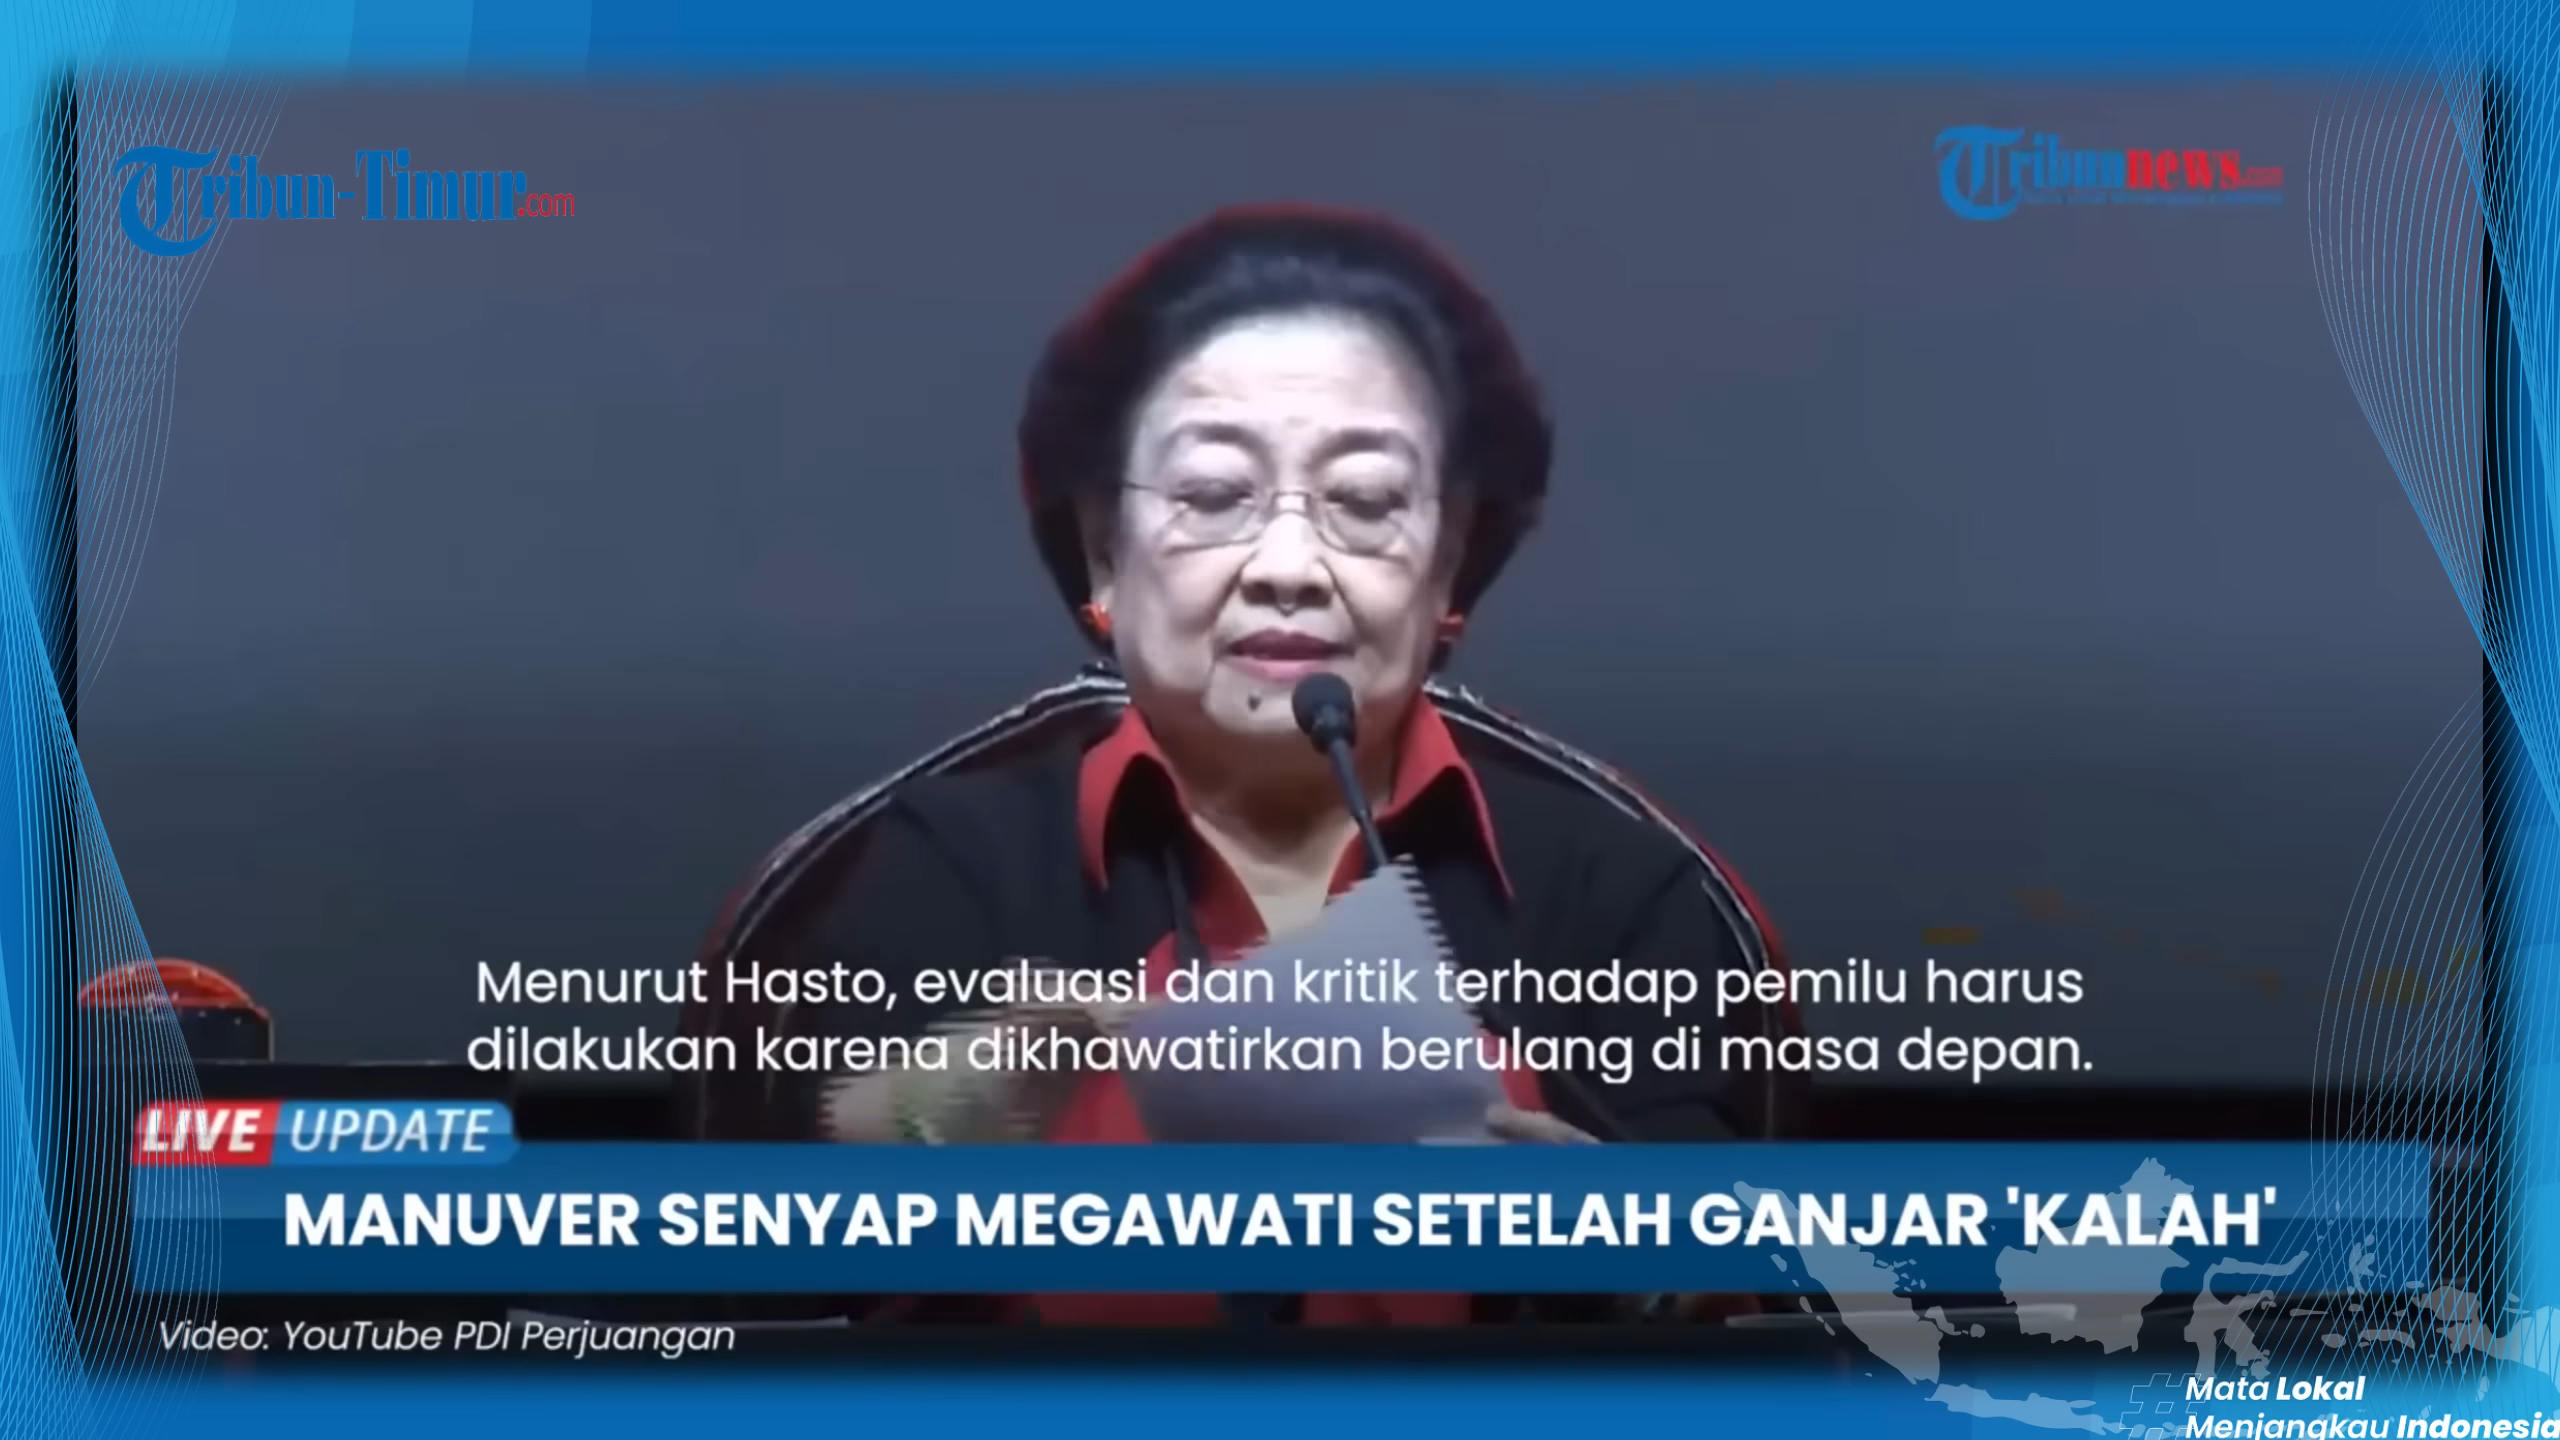 Tribun-Timur.com
Tribunnews.com
Menurut Hasto, evaluasi dan kritik terhadap pemilu harus
dilakukan karena dikhawatirkan berulang di masa depan.
LIVE UPDATE
MANUVER SENYAP MEGAWATI SETELAH GANJAR 'KALAH'
Video: YouTube PDI Perjuangan
#Mata Lokal
Menjangkau Indonesia